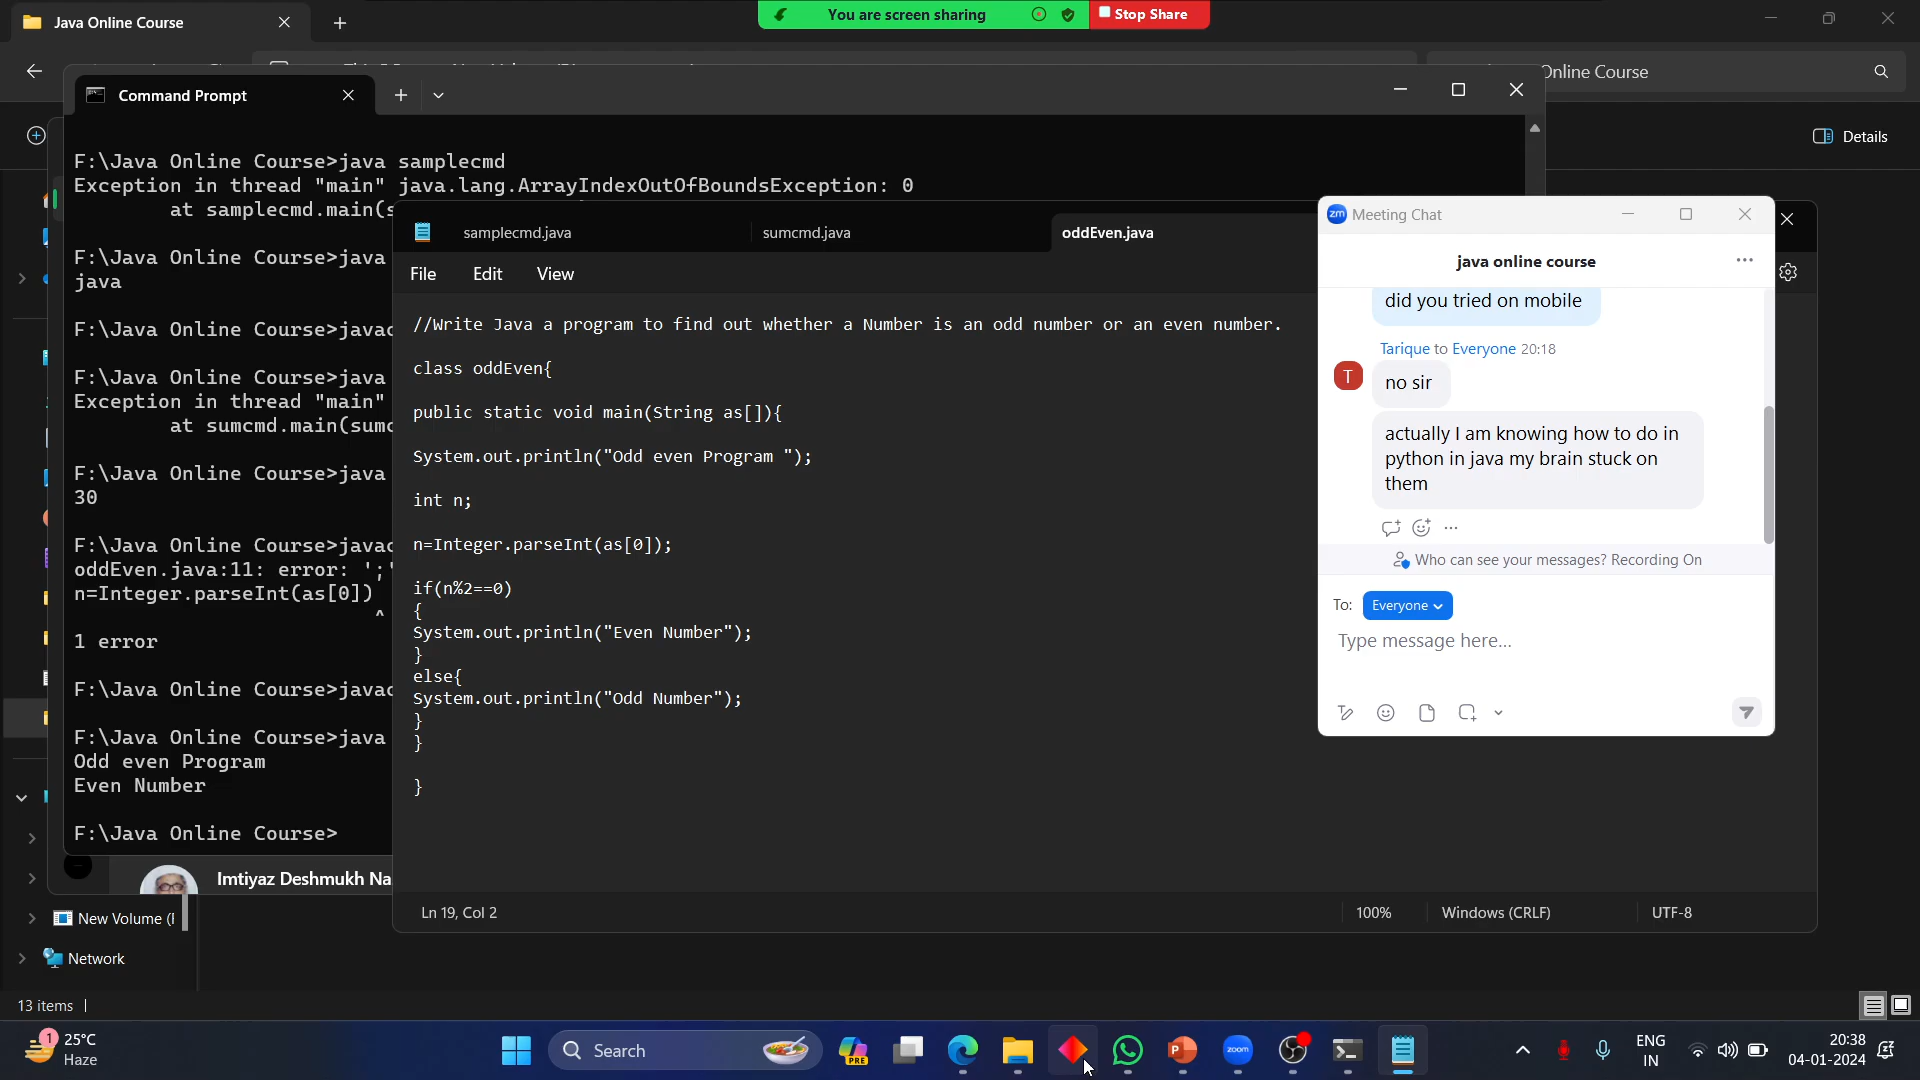 Java Online Course
You are screen sharing
Stop Share
Online Course
Command Prompt
Details
F:\Java Online Course>java samplecmd
Exception in thread "main" java.lang.ArrayIndexOutOfBoundsException: 0
at samplecmd.main(s
F:\Java Online Course>java
java
F:\Java Online Course>javac
F:\Java Online Course>java
Exception in thread "main"
at sumcmd.main(sumc
F:\Java Online Course>java
30
F:\Java Online Course>javac
oddEven.java:11: error: ';'
n=Integer.parseInt(as[0])
^
1 error
F:\Java Online Course>javac
F:\Java Online Course>java
Odd even Program
Even Number
F:\Java Online Course>
samplecmd.java
sumcmd.java
oddEven.java
File
Edit
View
//Write Java a program to find out whether a Number is an odd number or an even number.
class oddEven{
public static void main(String as[]){
System.out.println("Odd even Program ");
int n;
n=Integer.parseInt(as[0]);
if(n%2==0)
{
System.out.println("Even Number");
}
else{
System.out.println("Odd Number");
}
}
}
Ln 19, Col 2
100%
Windows (CRLF)
UTF-8
zm Meeting Chat
java online course
did you tried on mobile
Tarique to Everyone 20:18
T
no sir
actually I am knowing how to do in
python in java my brain stuck on
them
Who can see your messages? Recording On
To: Everyone
Type message here...
Imtiyaz Deshmukh Na
New Volume (
Network
13 items
1
25°C
Haze
Search
PRE
zoom
ENG
IN
20:38
04-01-2024